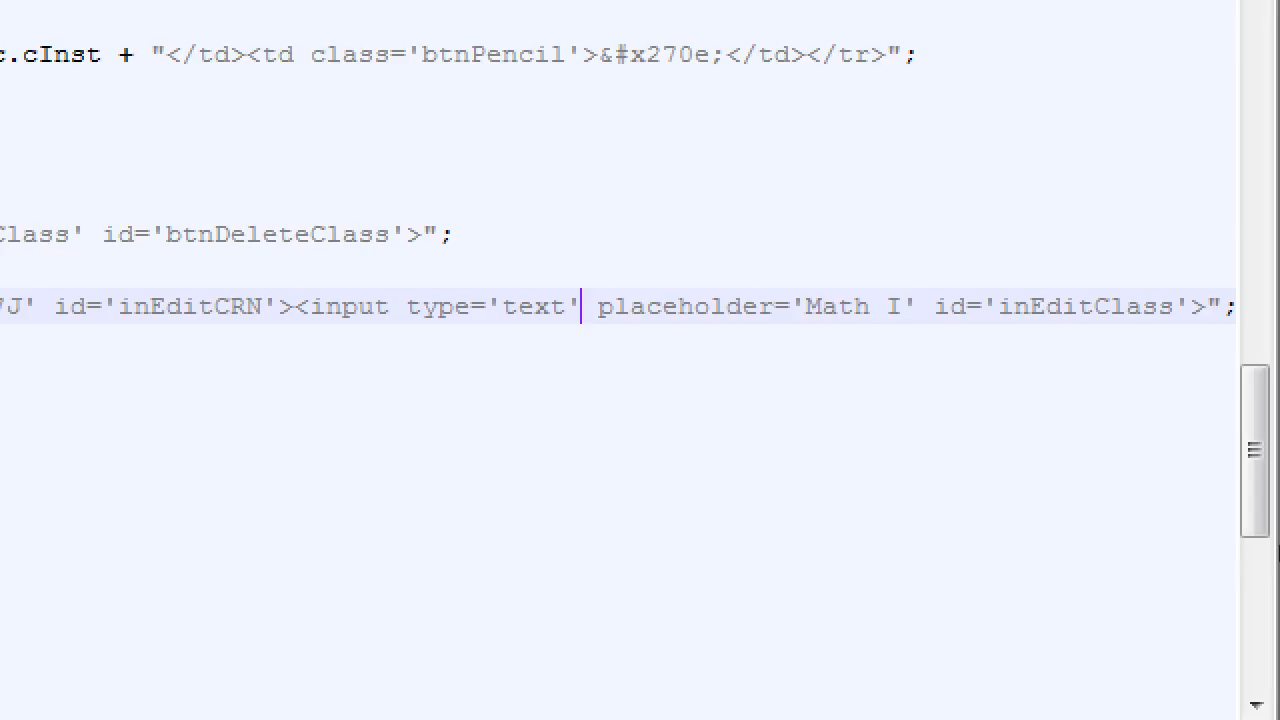 .cInst + "</td><td class='btnPencil'>&#x270e;</td></tr>";
Class' id='btnDeleteClass'>";
7J' id='inEditCRN'><input type='text' placeholder='Math I' id='inEditClass'>";